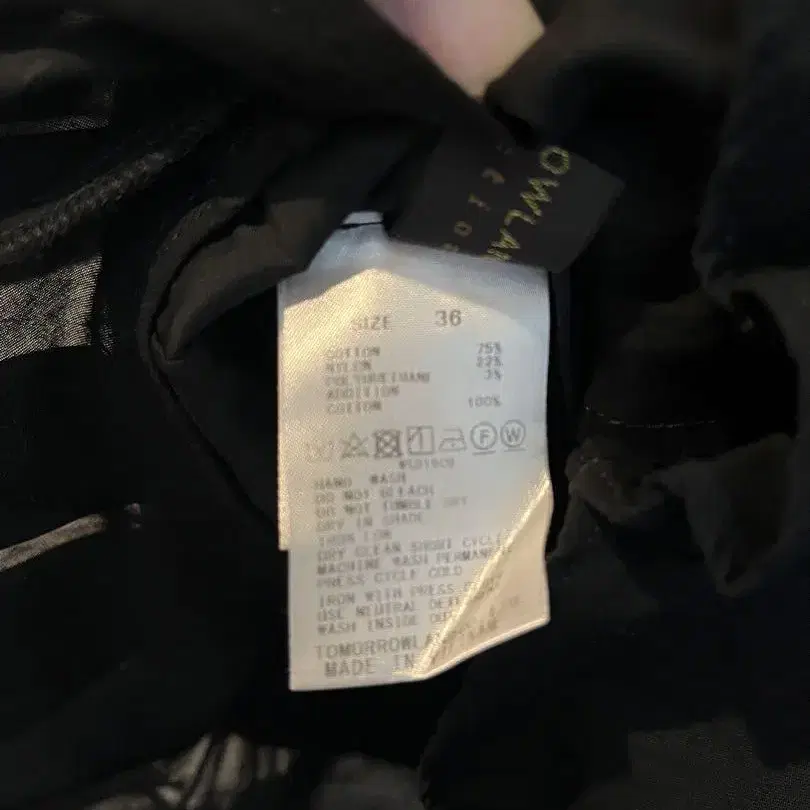 OWLA
SIZE 36
COTTON 75%
NYLON 22%
POLYURETHANE 3%
ADDITION
COTTON 100%
F W
HAND WASH
DO NOT BLEACH
DO NOT TUMBLE DRY
DRY IN SHADE
IRON LOW
DRY CLEAN SHORT CYCLE
MACHINE WASH PERMANE
PRESS CYCLE COLD
IRON WITH PRESS
USE NEUTRAL
WASH INSIDE OUT
TOMORROWLA
MADE IN